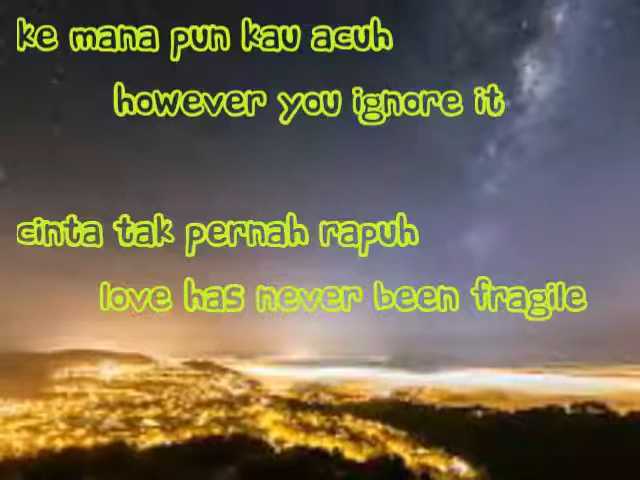 ke mana pun kau acuh
however you ignore it
cinta tak pernah rapuh
love has never been fragile